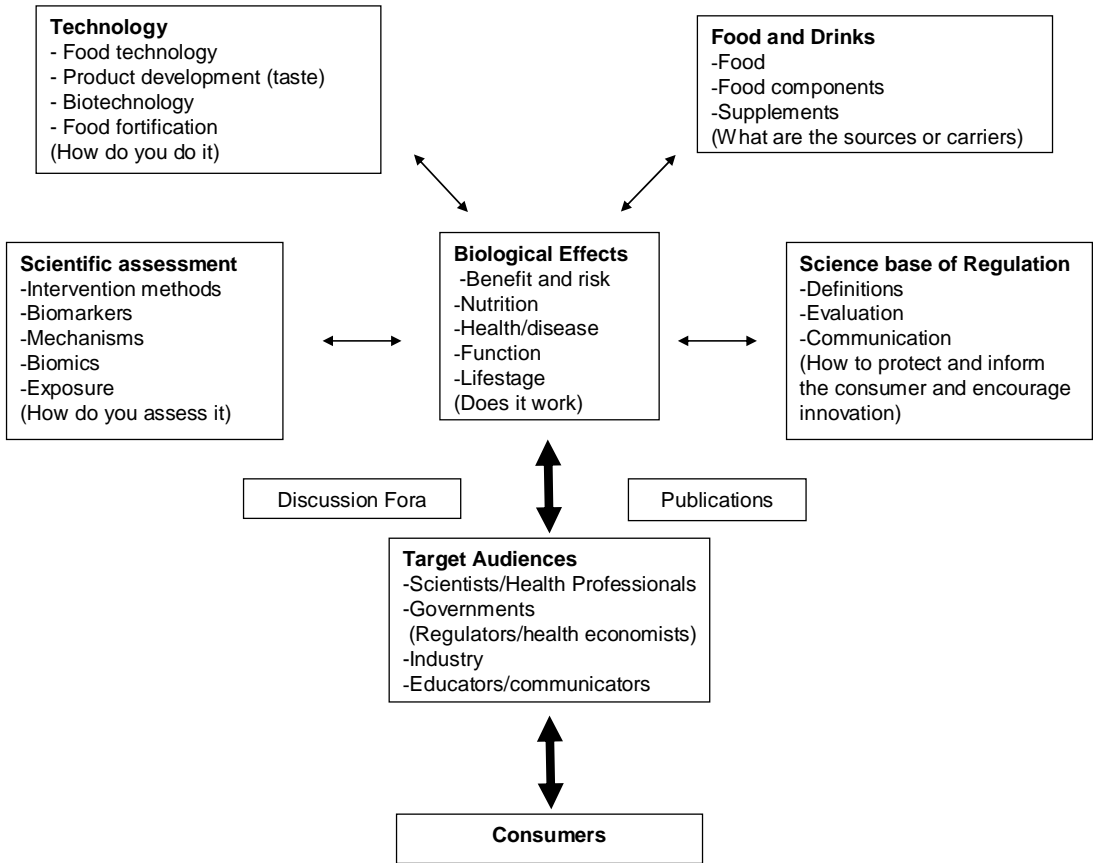 Technology
- Food technology
- Product development (taste)
- Biotechnology
- Food fortification
(How do you do it)
Food and Drinks
-Food
-Food components
-Supplements
(What are the sources or carriers)
Scientific assessment
-Intervention methods
-Biomarkers
-Mechanisms
-Biomics
-Exposure
(How do you assess it)
Biological Effects
-Benefit and risk
-Nutrition
-Health/disease
-Function
-Lifestage
(Does it work)
Science base of Regulation
-Definitions
-Evaluation
-Communication
(How to protect and inform
the consumer and encourage
innovation)
Discussion Fora
Publications
Target Audiences
-Scientists/Health Professionals
-Governments
(Regulators/health economists)
-Industry
-Educators/communicators
Consumers